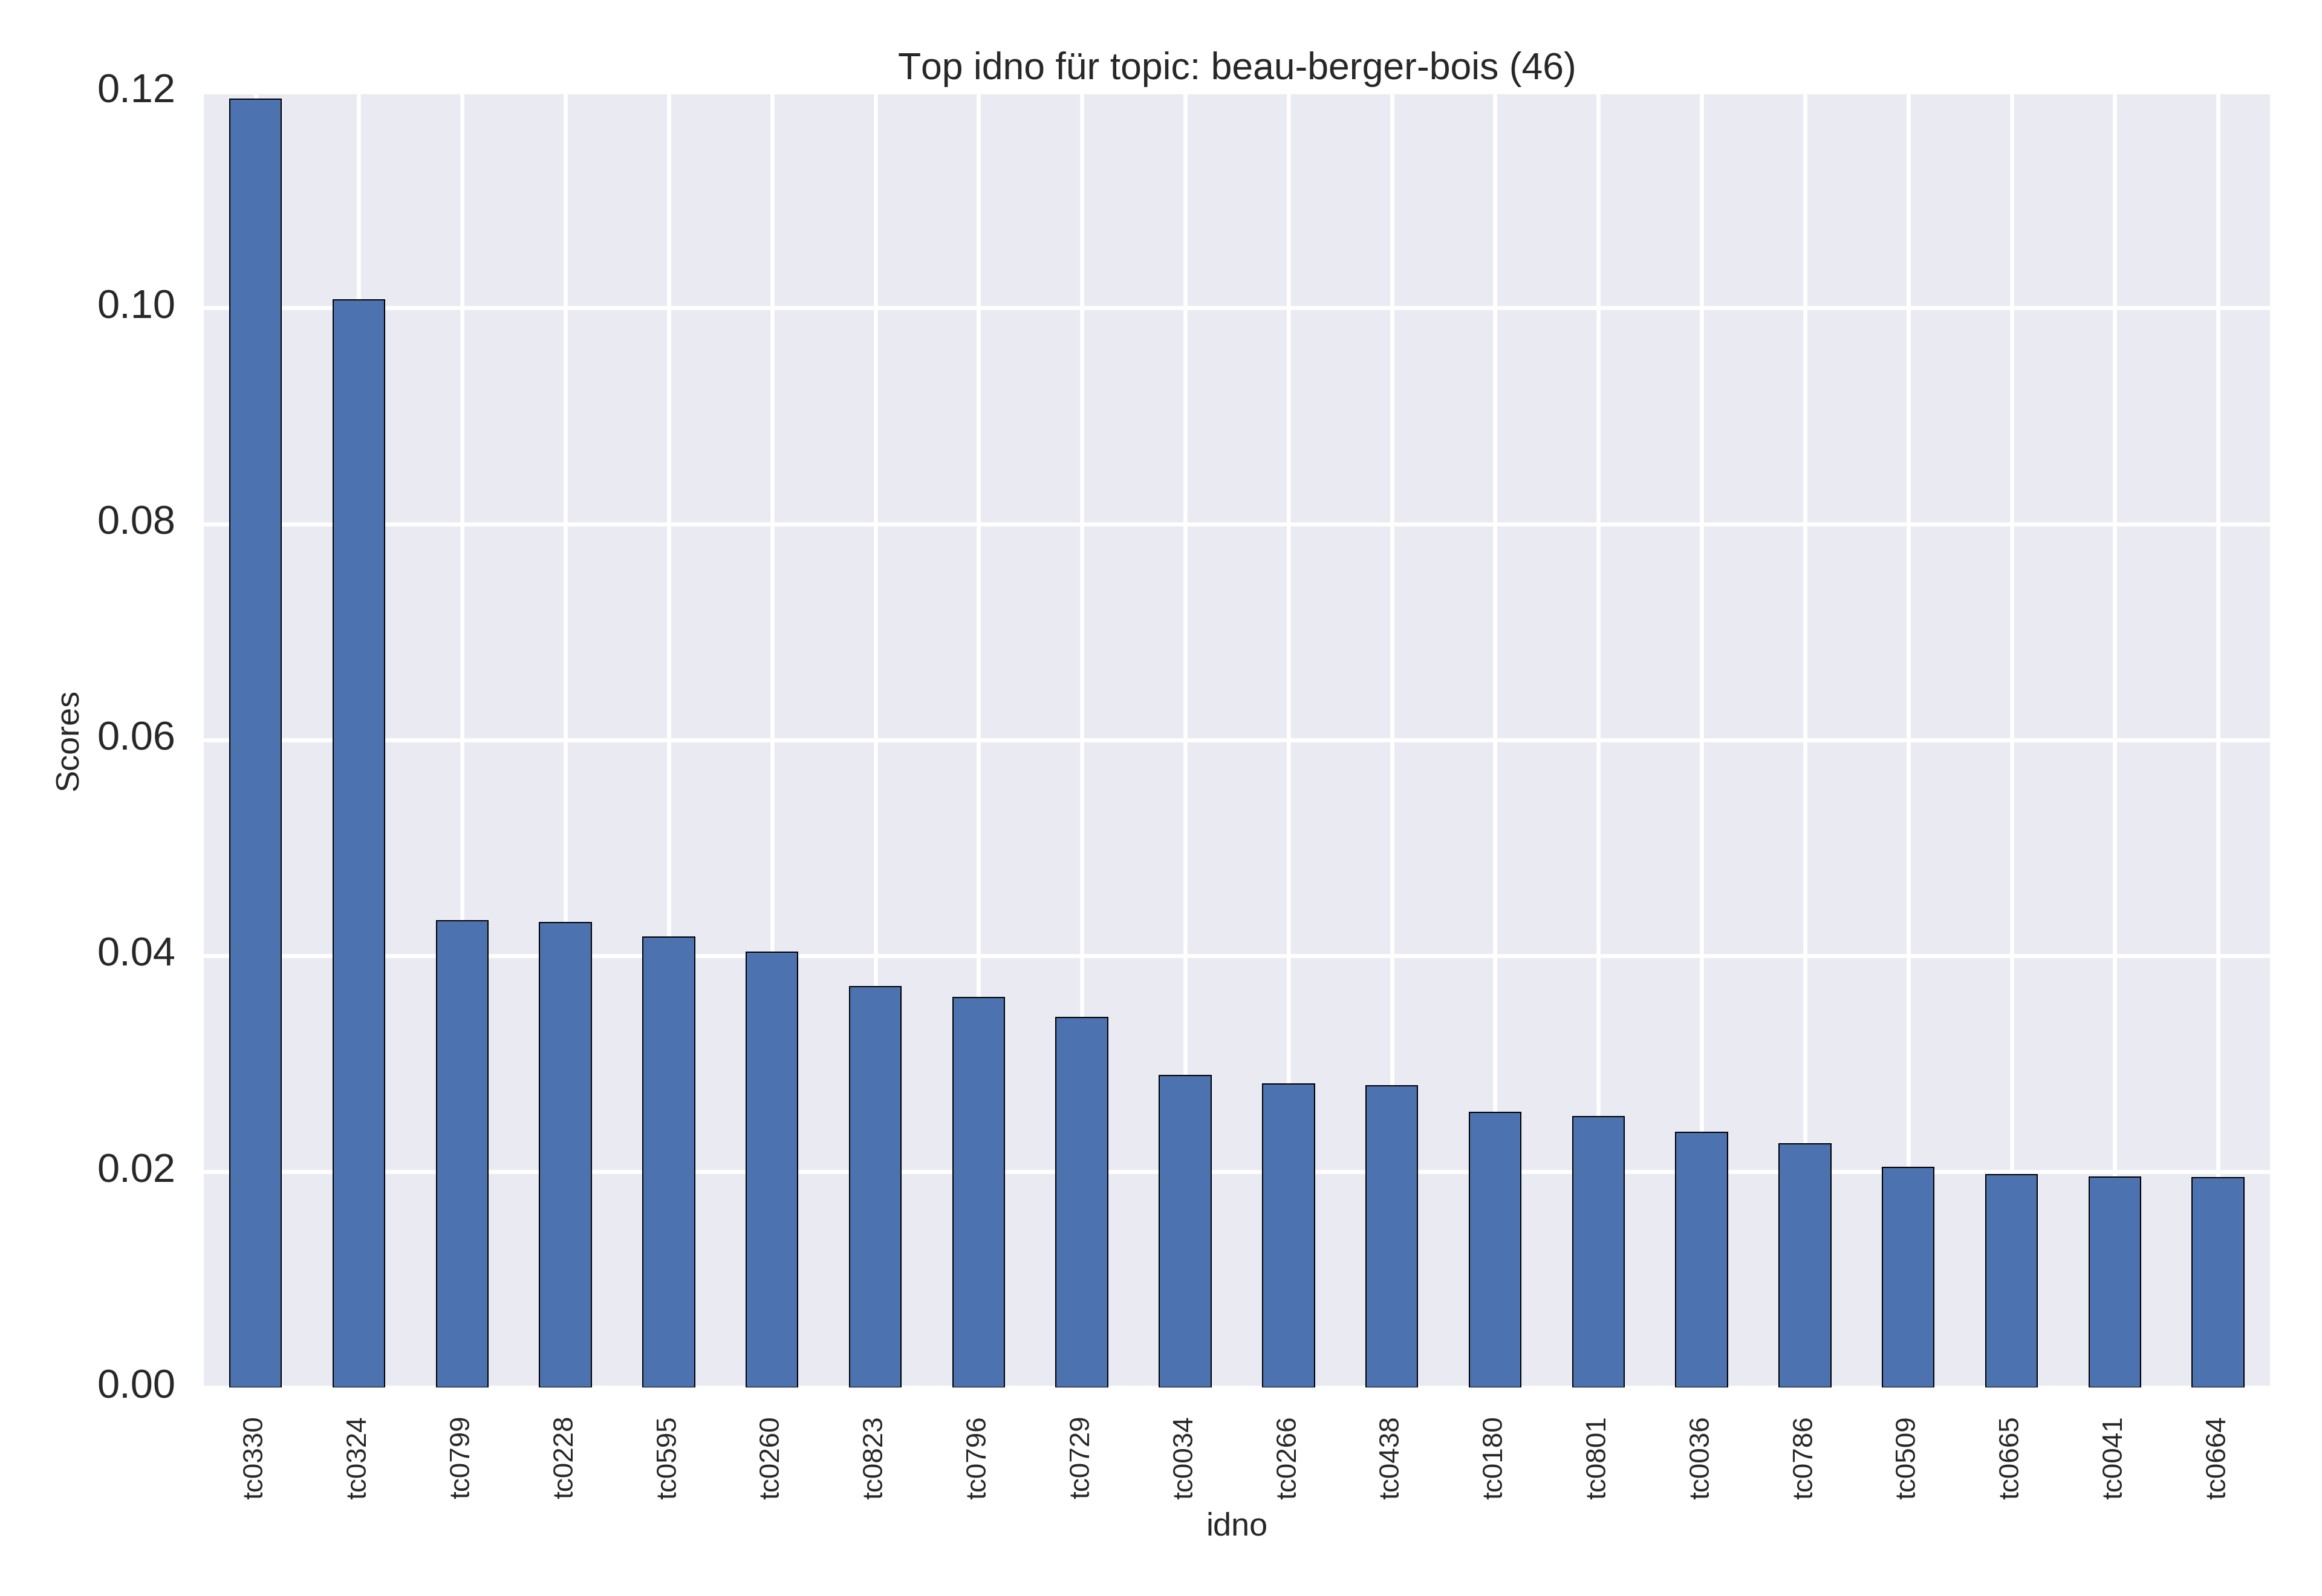 Top idno für topic: beau-berger-bois (46)
0.12
0.10
0.08
0.06
0.04
0.02
0.00
Scores
tc0330
tc0324
tc0799
tc0228
tc0595
tc0260
tc0823
tc0796
tc0729
tc0034
tc0266
tc0438
tc0180
tc0801
tc0036
tc0786
tc0509
tc0665
tc0041
tc0664
idno